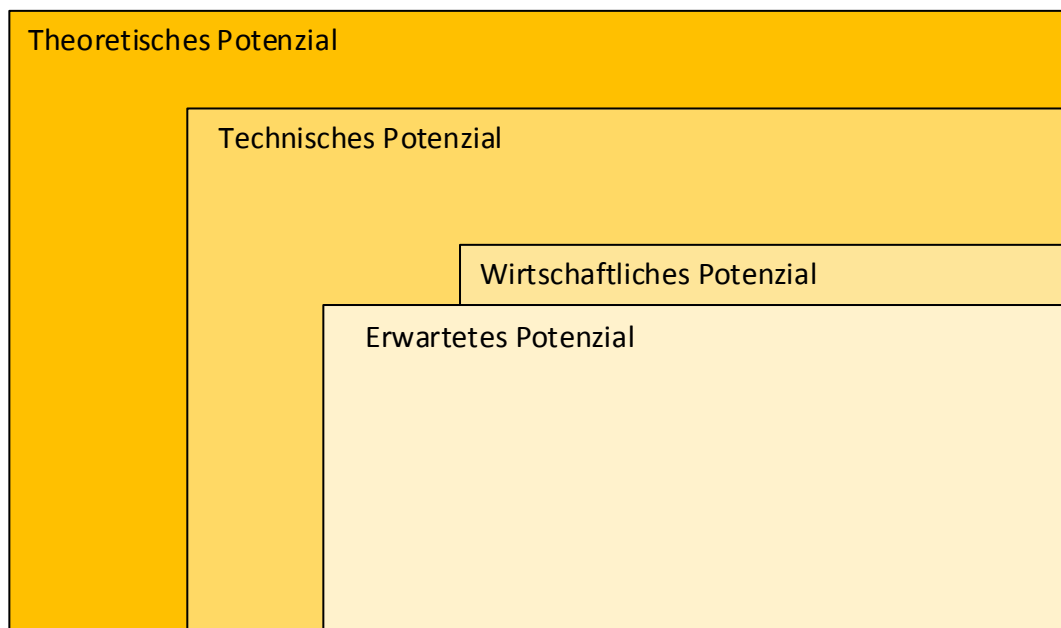 Theoretisches Potenzial
Technisches Potenzial
Wirtschaftliches Potenzial
Erwartetes Potenzial